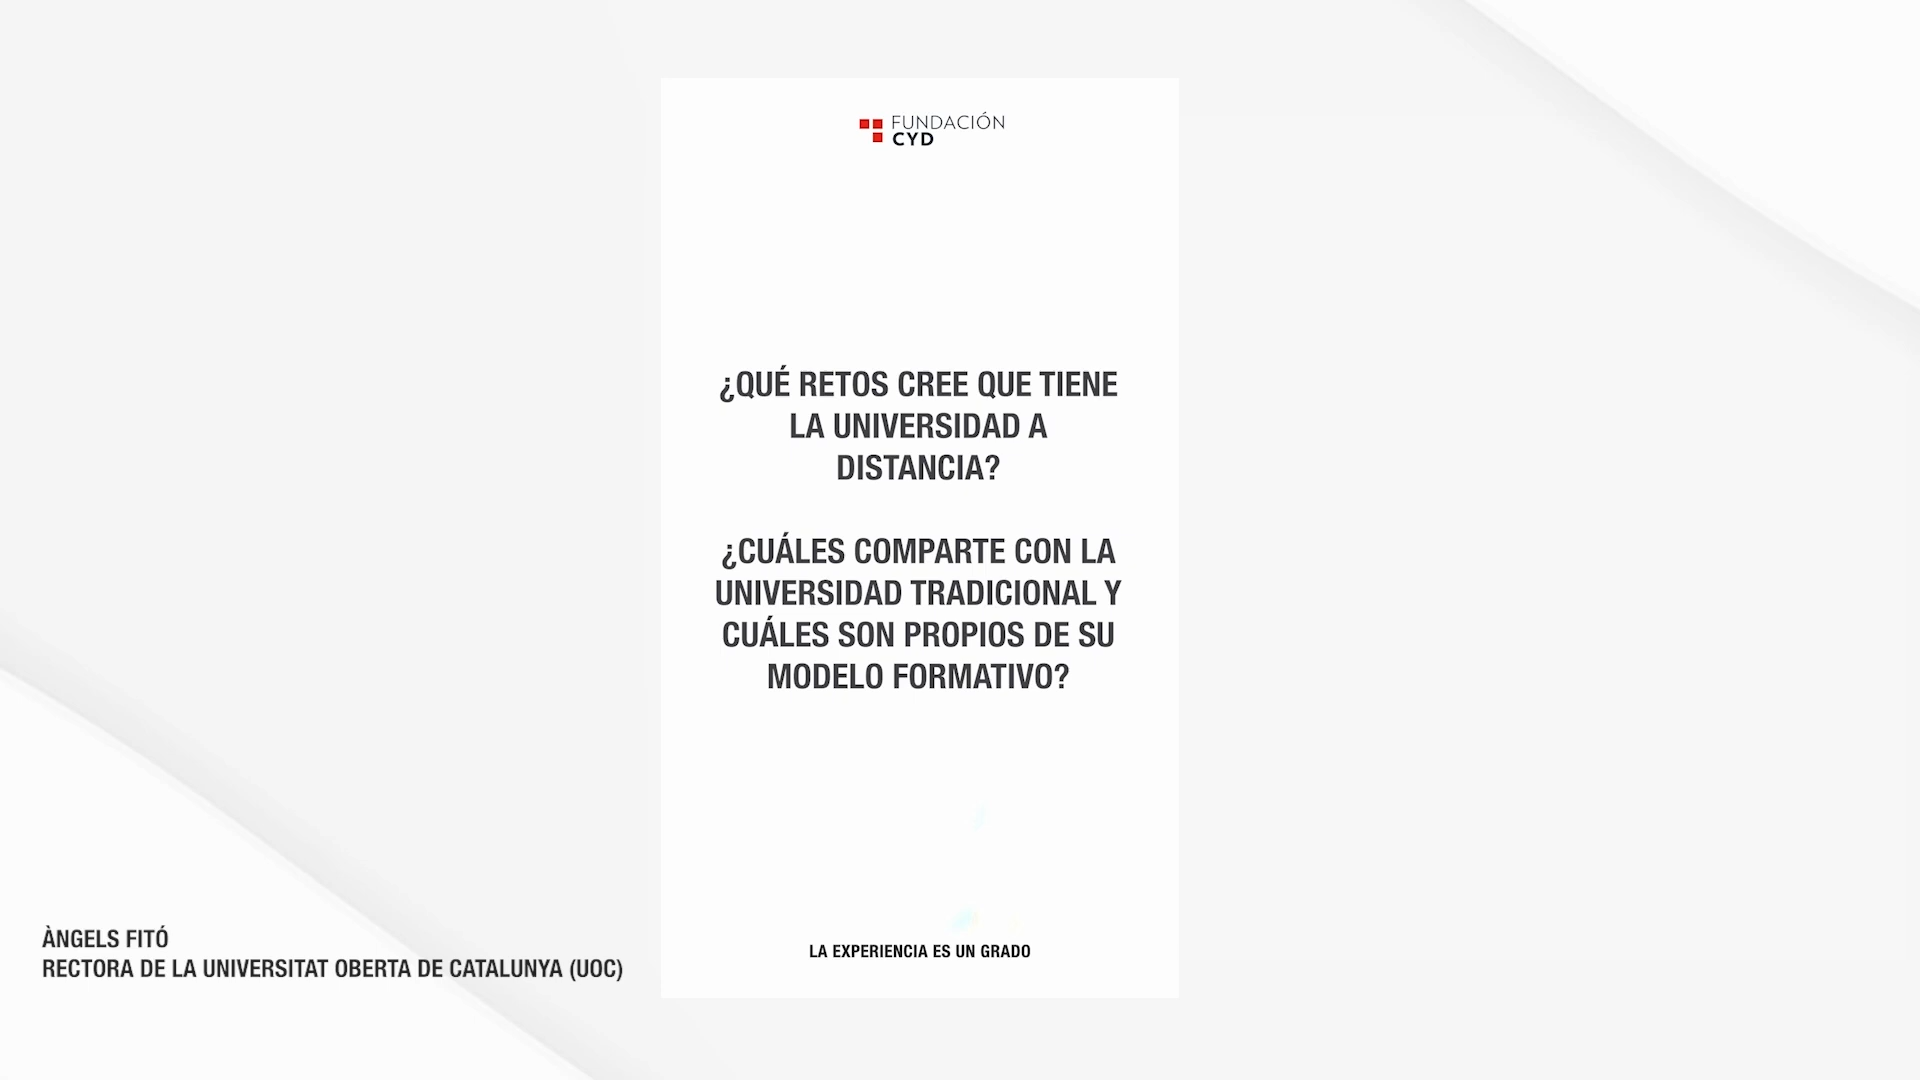 FUNDACIÓN
CYD
¿QUÉ RETOS CREE QUE TIENE
LA UNIVERSIDAD A
DISTANCIA?
¿CUÁLES COMPARTE CON LA
UNIVERSIDAD TRADICIONAL Y
CUÁLES SON PROPIOS DE SU
MODELO FORMATIVO?
LA EXPERIENCIA ES UN GRADO
ÀNGELS FITÓ
RECTORA DE LA UNIVERSITAT OBERTA DE CATALUNYA (UOC)